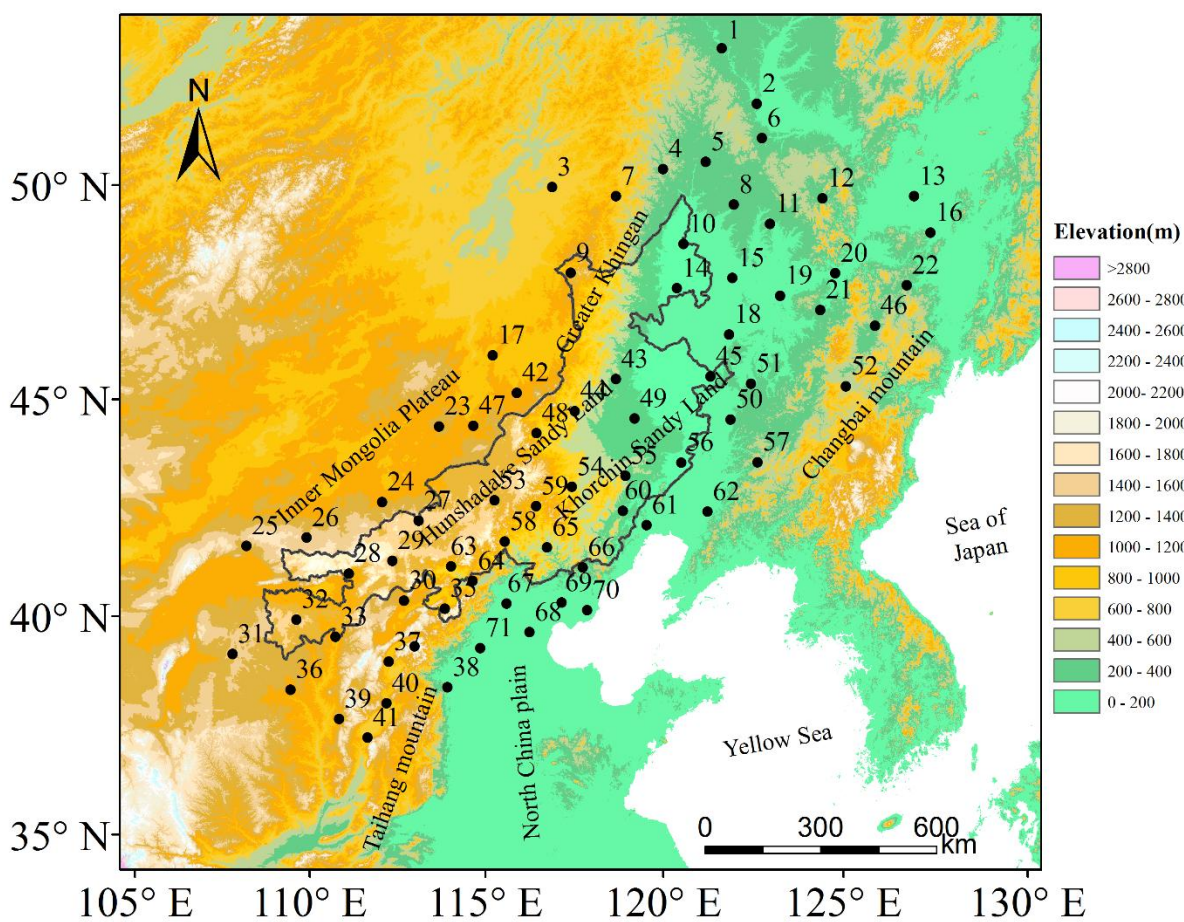 1
2
N
6
5
4
50° N
3
7
12
13
8
11
16
10
9
Greater Khingan
14
15
20
22
19
21
46
18
17
42
43
45
51
52
44
Changbai mountain
45° N
23
47
48
49
50
Inner Mongolia Plateau
Hunshadake Sandy Land
Khorchin Sandy Land
56
55
57
54
24
27
53
59
60
61
62
25
26
58
65
28
29
63
66
64
Sea of
Japan
40° N
30
35
67
69
70
32
33
68
31
71
37
38
36
40
39
41
Taihang mountain
North China plain
Yellow Sea
35° N
0 300 600
km
105° E 110° E 115° E 120° E 125° E 130° E
Elevation(m)
>2800
2600 - 2800
2400 - 2600
2200 - 2400
2000 - 2200
1800 - 2000
1600 - 1800
1400 - 1600
1200 - 1400
1000 - 1200
800 - 1000
600 - 800
400 - 600
200 - 400
0 - 200